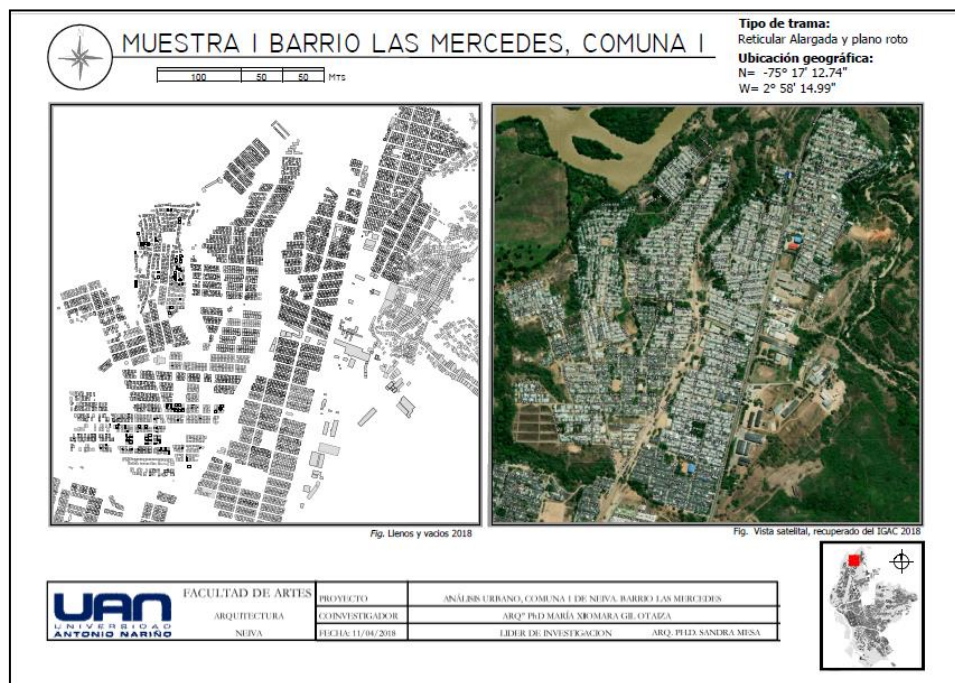 MUESTRA I BARRIO LAS MERCEDES, COMUNA I
100 50 50 MTS
Tipo de trama:
Reticular Alargada y plano roto
Ubicación geográfica:
N= -75° 17' 12.74"
W= 2° 58' 14.99"
Fig. Llenos y vacios 2018
Fig. Vista satelital, recuperado del IGAC 2018
UAN
UNIVERSIDAD
ANTONIO NARIÑO
FACULTAD DE ARTES
ARQUITECTURA
NEIVA
PROYECTO
ANÁLISIS URBANO, COMUNA 1 DE NEIVA. BARRIO LAS MERCEDES
COINVESTIGADOR
ARQª PhD MARÍA XIOMARA GIL OTAIZA
FECHA: 11/04/2018
LIDER DE INVESTIGACION
ARQ. PH.D. SANDRA MESA